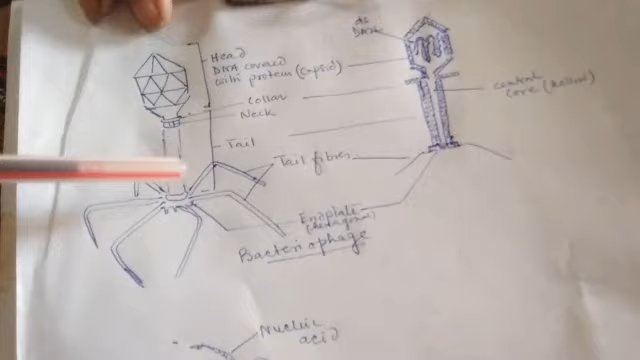 ds
DNA
Head
DNA covered
with protein (capsid)
Collar
Neck
central
core (hollow)
Tail
Tail fibres
Endplate
(hexagonal)
Bacteriophage
Nucleic
acid